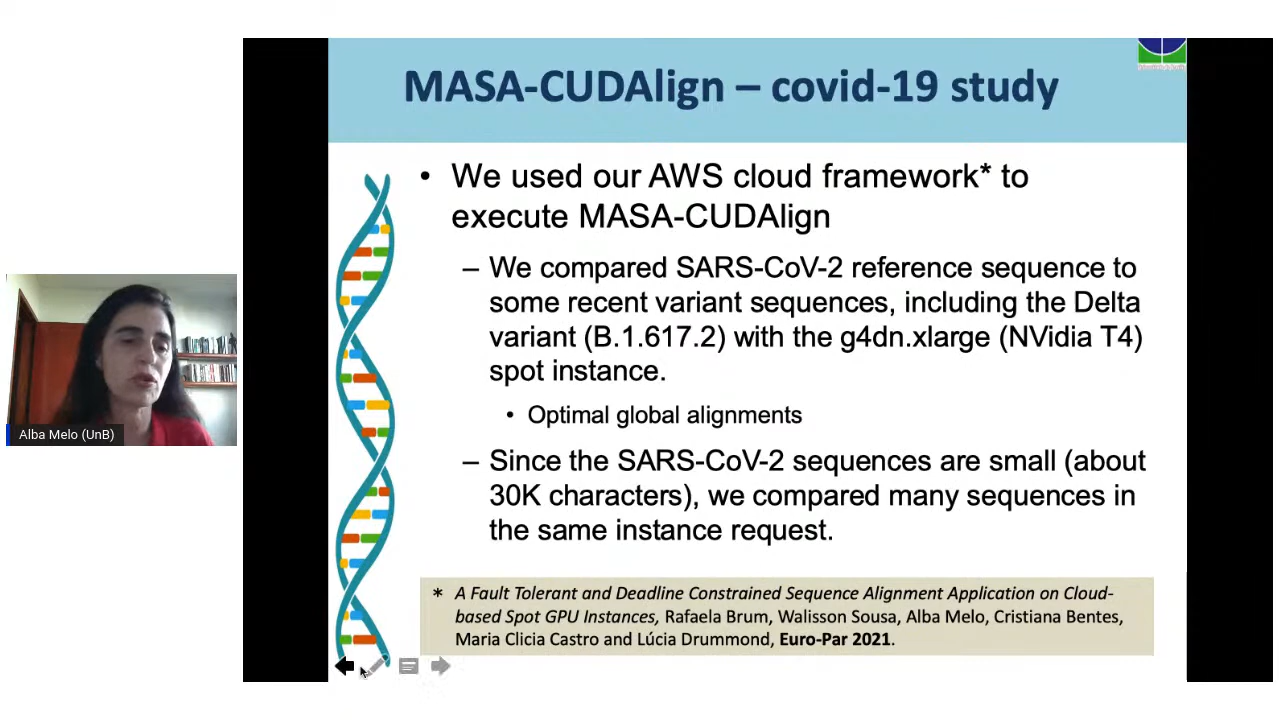 MASA-CUDAlign – covid-19 study
• We used our AWS cloud framework* to
execute MASA-CUDAlign
– We compared SARS-CoV-2 reference sequence to
some recent variant sequences, including the Delta
variant (B.1.617.2) with the g4dn.xlarge (NVidia T4)
spot instance.
• Optimal global alignments
– Since the SARS-CoV-2 sequences are small (about
30K characters), we compared many sequences in
the same instance request.
* A Fault Tolerant and Deadline Constrained Sequence Alignment Application on Cloud-
based Spot GPU Instances, Rafaela Brum, Walisson Sousa, Alba Melo, Cristiana Bentes,
Maria Clicia Castro and Lúcia Drummond, Euro-Par 2021.
Alba Melo (UnB)